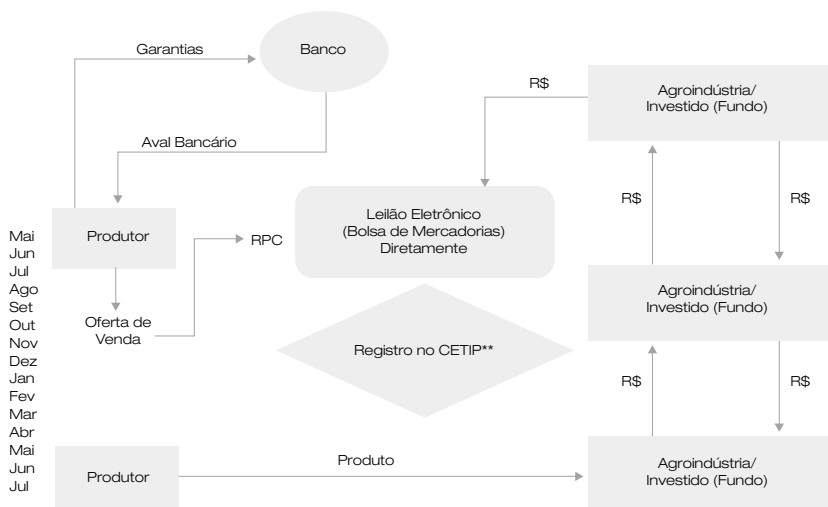 Garantias
Banco
R$
Agroindústria/
Investido (Fundo)
Aval Bancário
R$
R$
Leilão Eletrônico
(Bolsa de Mercadorias)
Diretamente
Produtor
RPC
Oferta de
Venda
Mai
Jun
Jul
Ago
Set
Out
Nov
Dez
Jan
Fev
Mar
Abr
Mai
Jun
Jul
Agroindústria/
Investido (Fundo)
Registro no CETIP**
R$
R$
Produtor
Produto
Agroindústria/
Investido (Fundo)